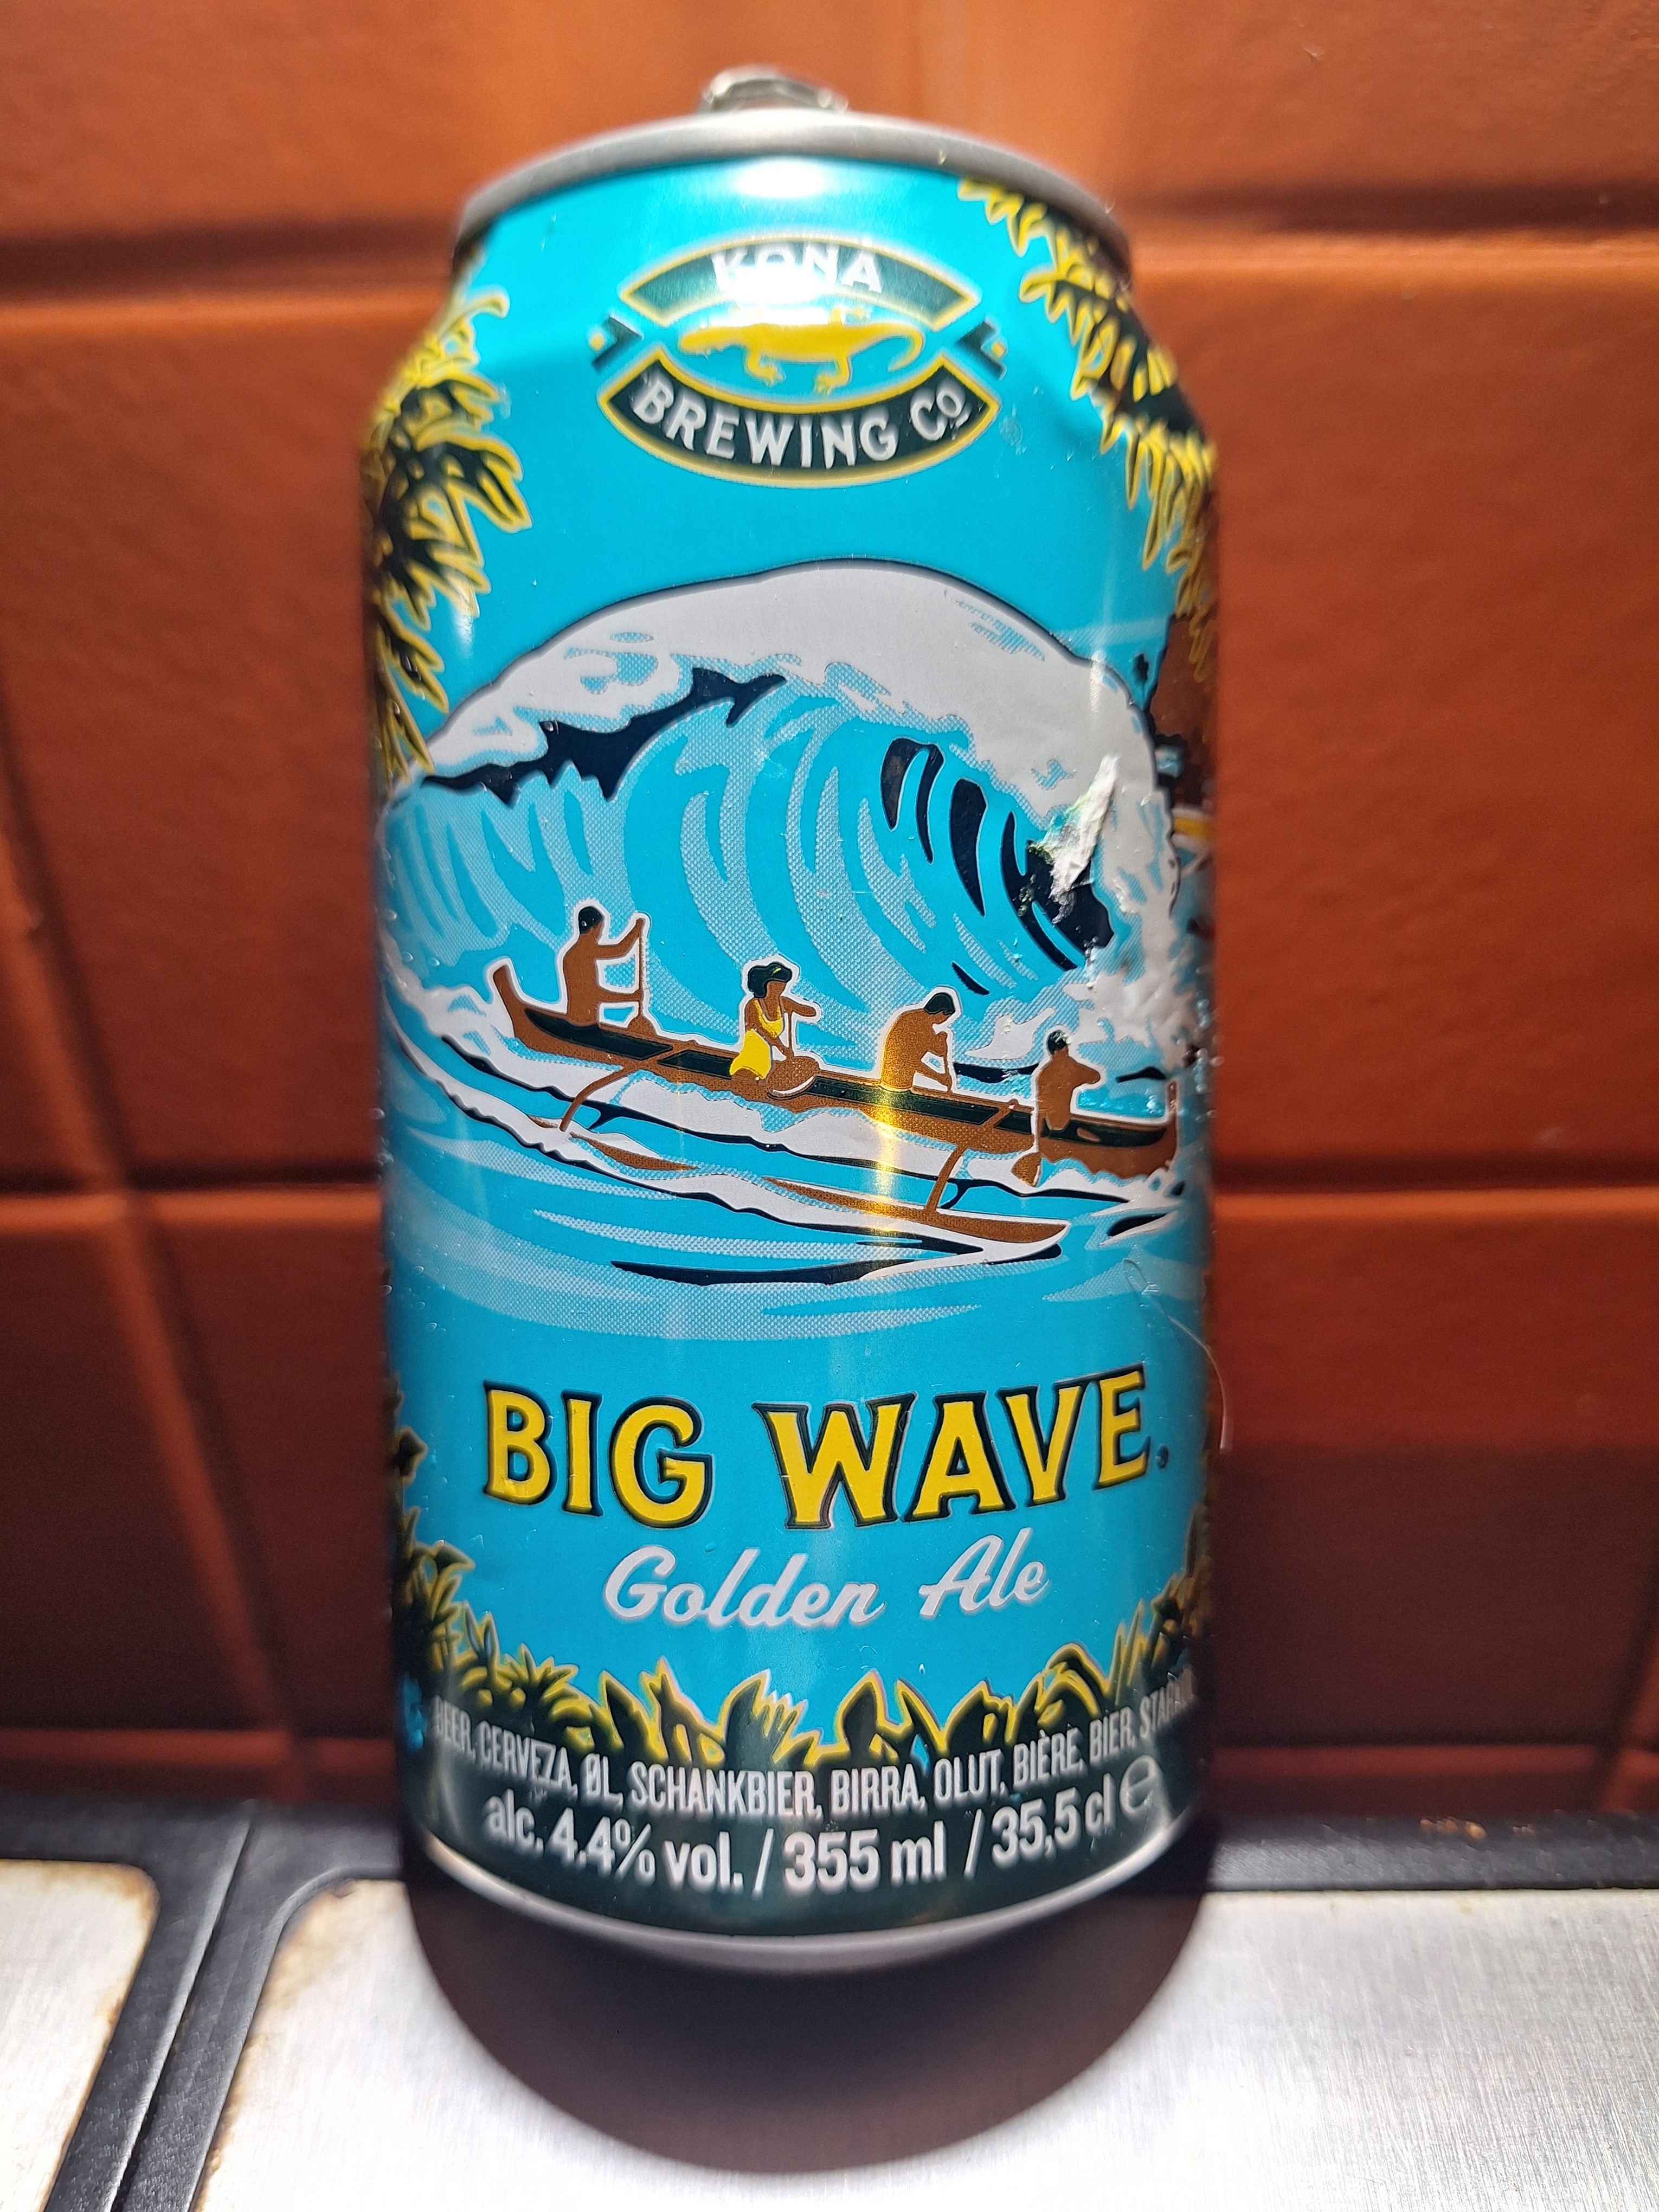 KONA
BREWING Co.
BIG WAVE®
Golden Ale
BEER, CERVEZA, ØL, SCHANKBIER, BIRRA, OLUT, BIÈRE, BIER,
alc. 4.4% vol. / 355 ml / 35,5 cl ℮